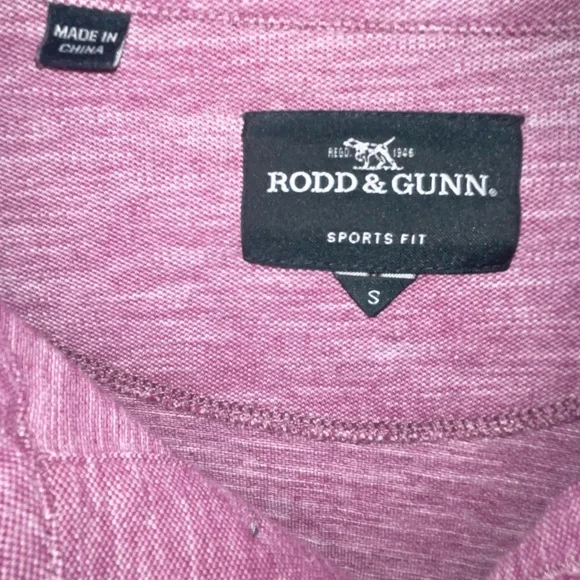 MADE IN
CHINA
REGD. 1946
RODD & GUNN®
SPORTS FIT
S